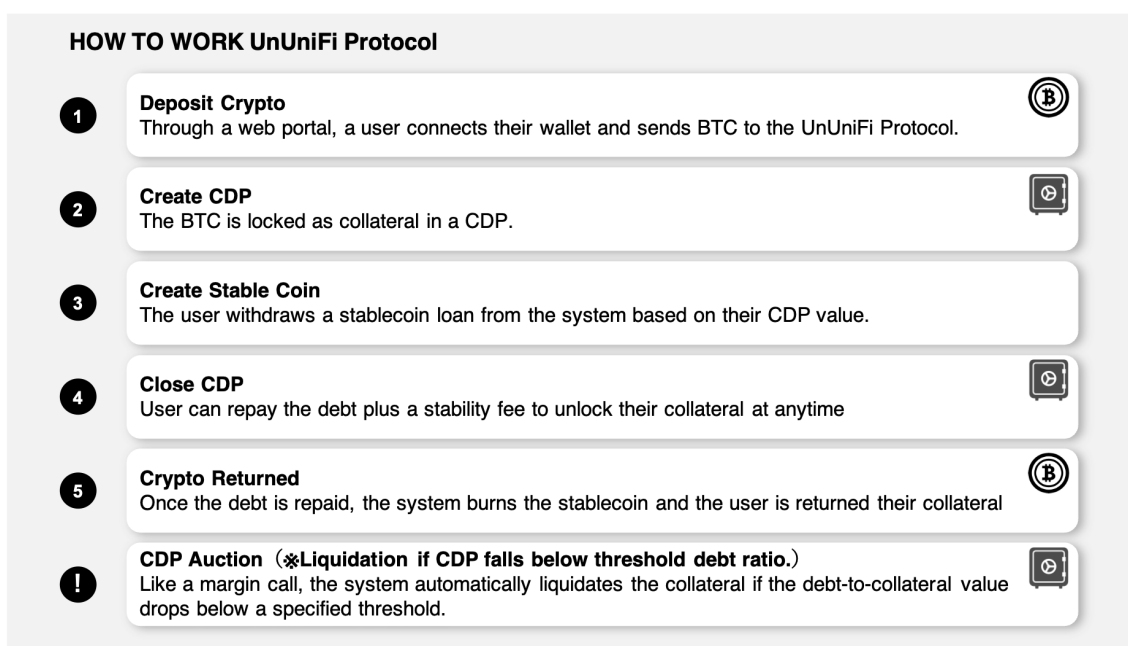 HOW TO WORK UnUniFi Protocol
1
Deposit Crypto
Through a web portal, a user connects their wallet and sends BTC to the UnUniFi Protocol.
2
Create CDP
The BTC is locked as collateral in a CDP.
3
Create Stable Coin
The user withdraws a stablecoin loan from the system based on their CDP value.
4
Close CDP
User can repay the debt plus a stability fee to unlock their collateral at anytime
5
Crypto Returned
Once the debt is repaid, the system burns the stablecoin and the user is returned their collateral
!
CDP Auction（※Liquidation if CDP falls below threshold debt ratio.）
Like a margin call, the system automatically liquidates the collateral if the debt-to-collateral value
drops below a specified threshold.